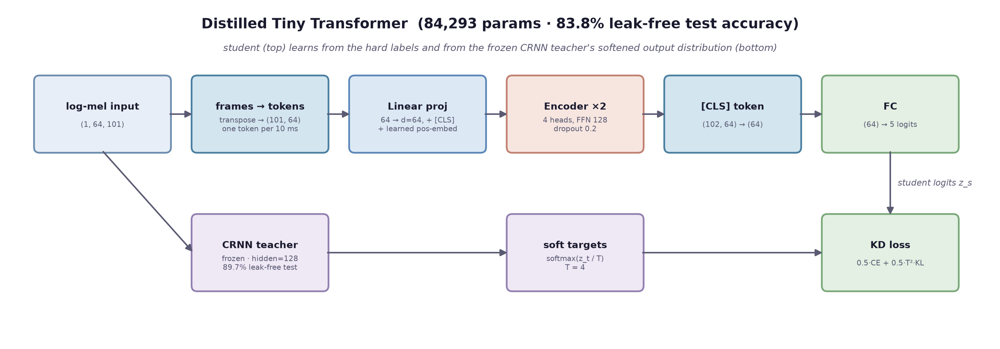 Distilled Tiny Transformer (84,293 params · 83.8% leak-free test accuracy)
student (top) learns from the hard labels and from the frozen CRNN teacher's softened output distribution (bottom)
log-mel input
(1, 64, 101)
frames → tokens
transpose → (101, 64)
one token per 10 ms
Linear proj
64 → d=64, + [CLS]
+ learned pos-embed
Encoder ×2
4 heads, FFN 128
dropout 0.2
[CLS] token
(102, 64) → (64)
FC
(64) → 5 logits
student logits z_s
CRNN teacher
frozen · hidden=128
89.7% leak-free test
soft targets
softmax(z_t / T)
T = 4
KD loss
0.5·CE + 0.5·T²·KL